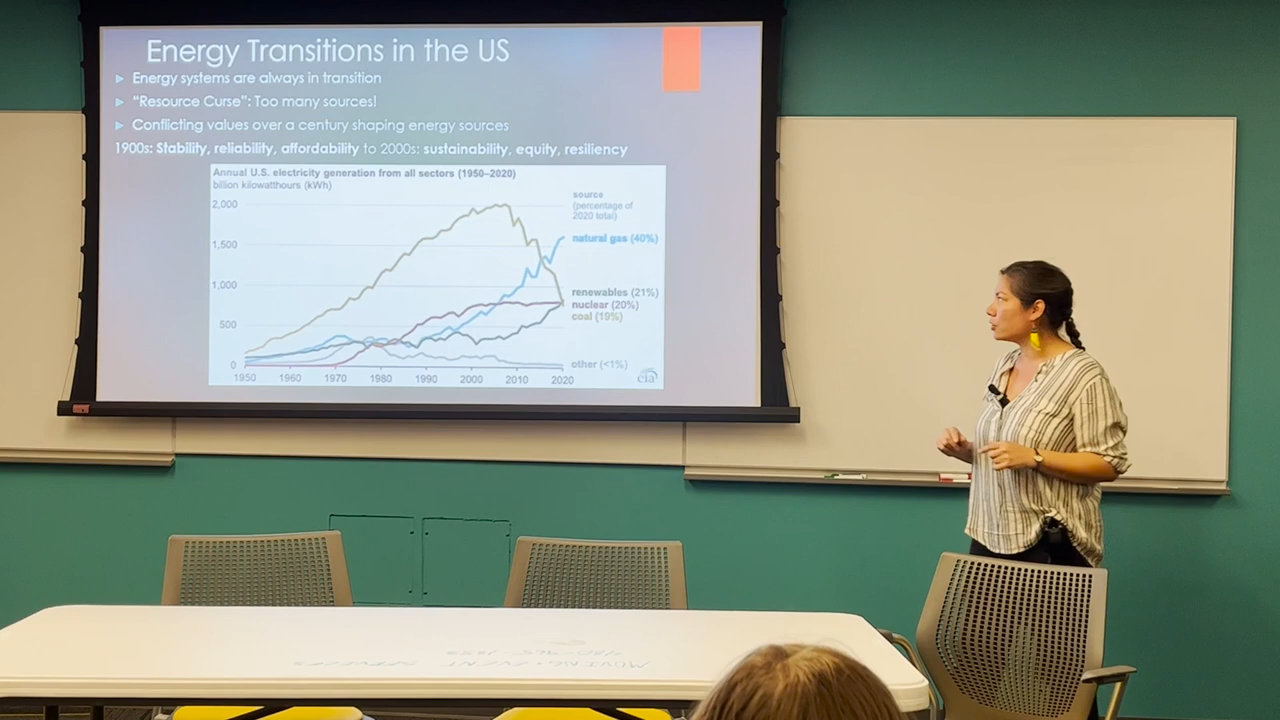 Energy Transitions in the US
Energy systems are always in transition
"Resource Curse": Too many sources!
Conflicting values over a century shaping energy sources
1900s: Stability, reliability, affordability to 2000s: sustainability, equity, resiliency
Annual U.S. electricity generation from all sectors (1950–2020)
billion kilowatthours (kWh)
source
(percentage of
2020 total)
2,000
1,500
1,000
500
0
natural gas (40%)
renewables (21%)
nuclear (20%)
coal (19%)
other (<1%)
1950 1960 1970 1980 1990 2000 2010 2020
eia
MOVING + EVENT SERVICES